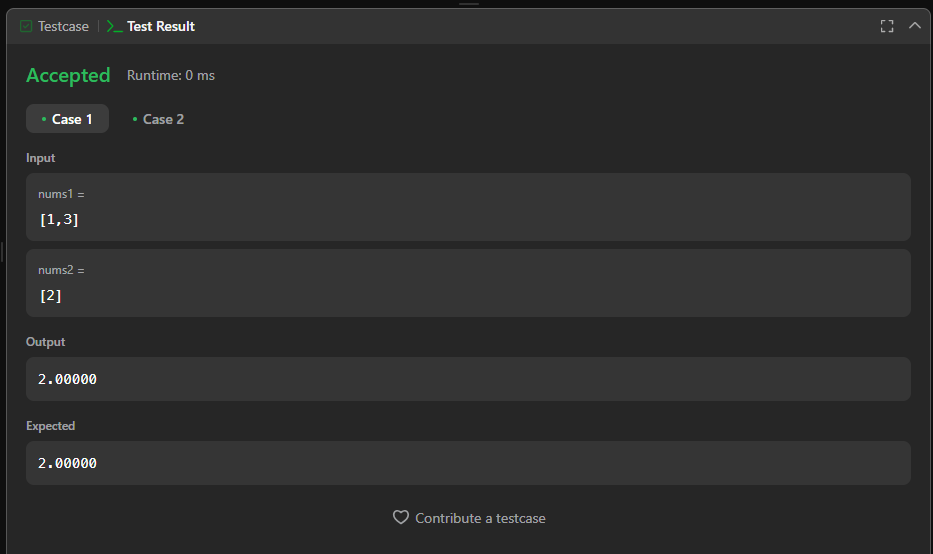 Testcase | >_ Test Result
Accepted Runtime: 0 ms
• Case 1 • Case 2
Input
nums1 =
[1,3]
nums2 =
[2]
Output
2.00000
Expected
2.00000
Contribute a testcase